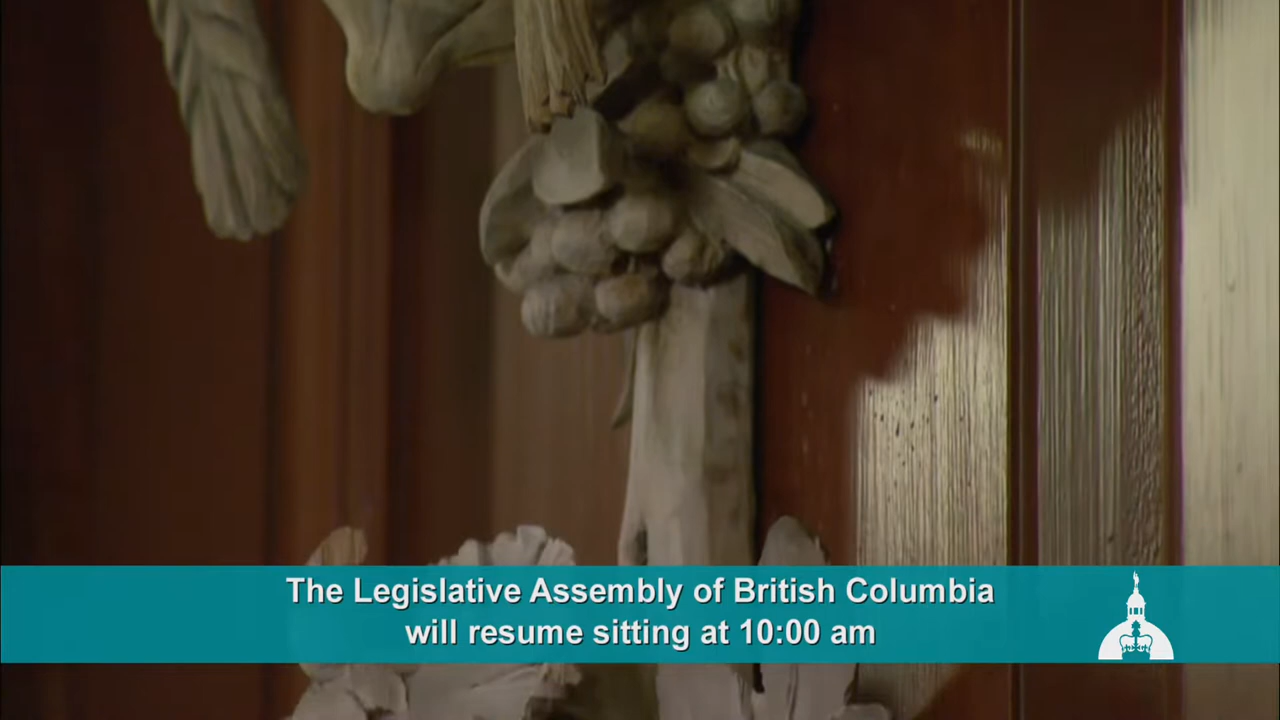 The Legislative Assembly of British Columbia
will resume sitting at 10:00 am